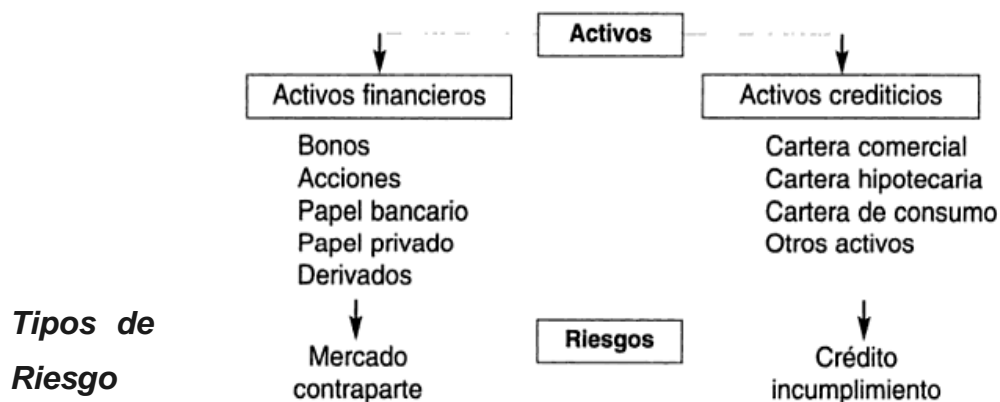 Activos
Activos financieros
Bonos
Acciones
Papel bancario
Papel privado
Derivados
Activos crediticios
Cartera comercial
Cartera hipotecaria
Cartera de consumo
Otros activos
Tipos de
Riesgo
Mercado
contraparte
Riesgos
Crédito
incumplimiento